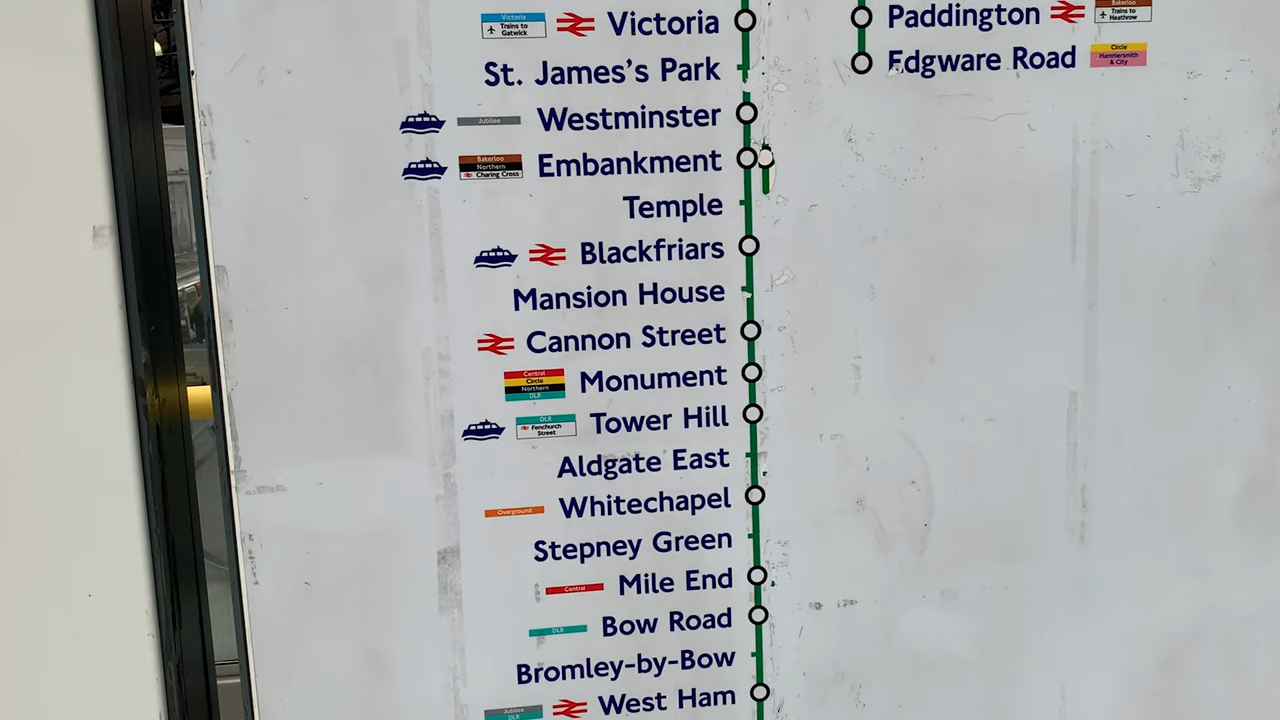 Victoria
Trains to
Gatwick
Victoria
St. James's Park
Jubilee
Westminster
Bakerloo
Northern
Charing Cross
Embankment
Temple
Blackfriars
Mansion House
Cannon Street
Central
Circle
Northern
DLR
Monument
DLR
Fenchurch
Street
Tower Hill
Aldgate East
Overground
Whitechapel
Stepney Green
Central
Mile End
DLR
Bow Road
Bromley-by-Bow
Jubilee
DLR
West Ham
Paddington
Bakerloo
Trains to
Heathrow
Edgware Road
Circle
Hammersmith
& City